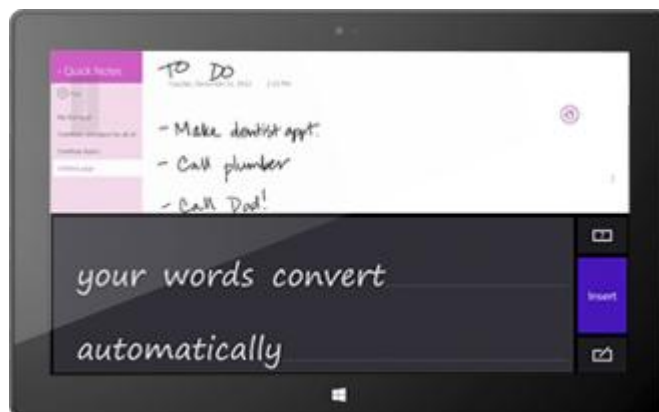 ‹ Quick Notes
TO DO
- Make dentist appt.
- Call plumber
- Call Dad!
your words convert
automatically
Insert